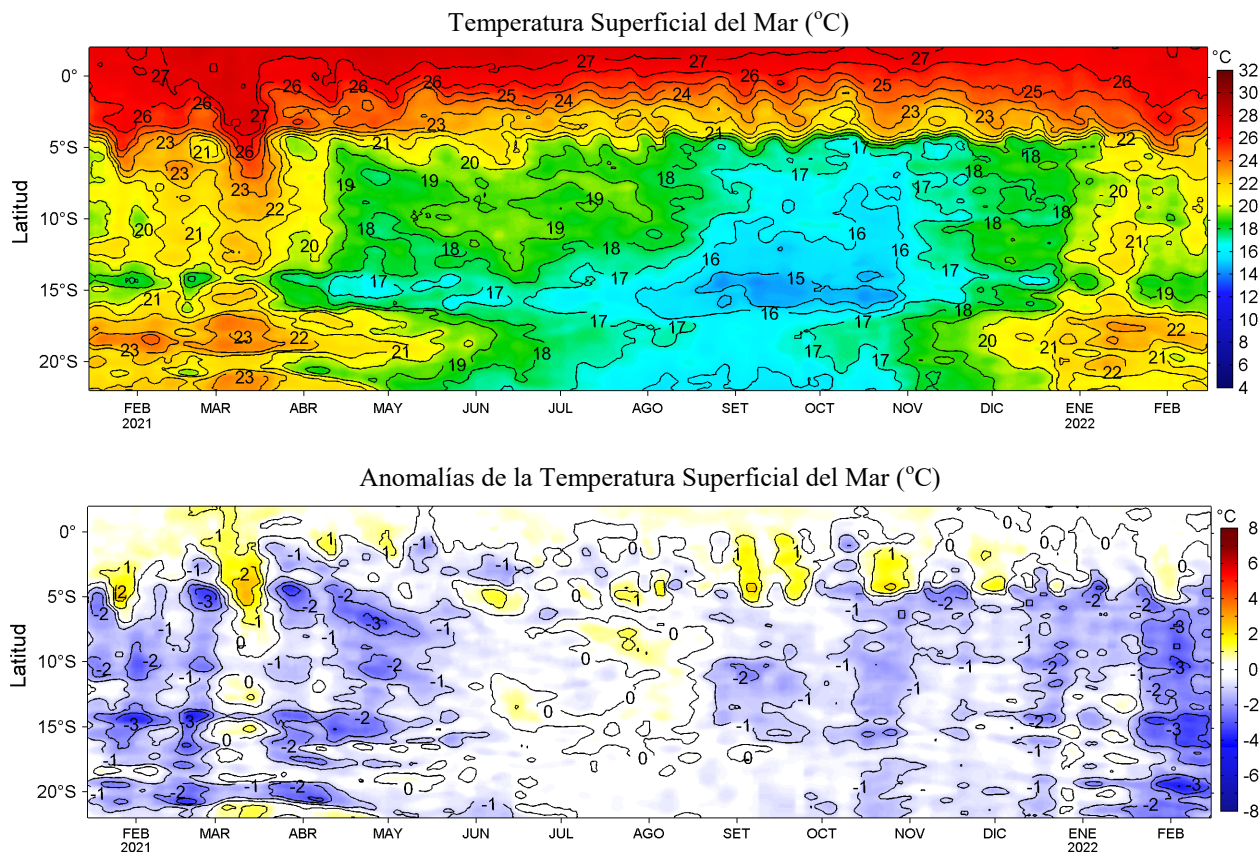 Temperatura Superficial del Mar (°C)
°C
Latitud
0°
5°S
10°S
15°S
20°S
32
30
28
26
24
22
20
18
16
14
12
10
8
6
4
FEB MAR ABR MAY JUN JUL AGO SET OCT NOV DIC ENE FEB
2021 2022
Anomalías de la Temperatura Superficial del Mar (°C)
°C
Latitud
0°
5°S
10°S
15°S
20°S
8
6
4
2
0
-2
-4
-6
-8
FEB MAR ABR MAY JUN JUL AGO SET OCT NOV DIC ENE FEB
2021 2022